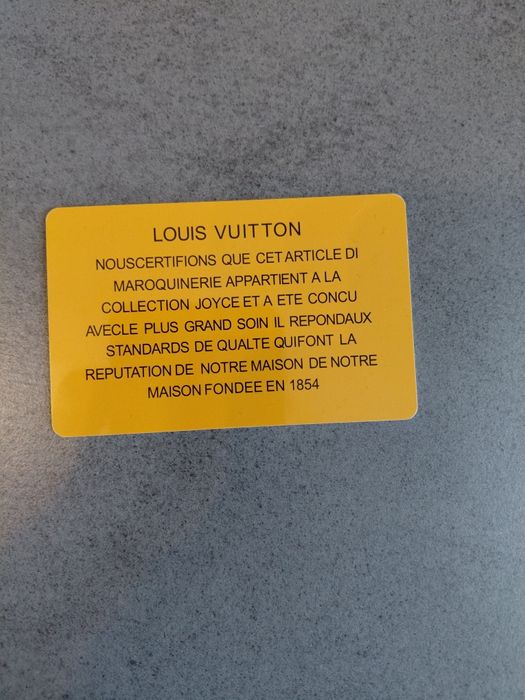 LOUIS VUITTON
NOUSCERTIFIONS QUE CETARTICLE DI
MAROQUINERIE APPARTIENT A LA
COLLECTION JOYCE ET A ETE CONCU
AVECLE PLUS GRAND SOIN IL REPONDAUX
STANDARDS DE QUALTE QUIFONT LA
REPUTATION DE NOTRE MAISON DE NOTRE
MAISON FONDEE EN 1854